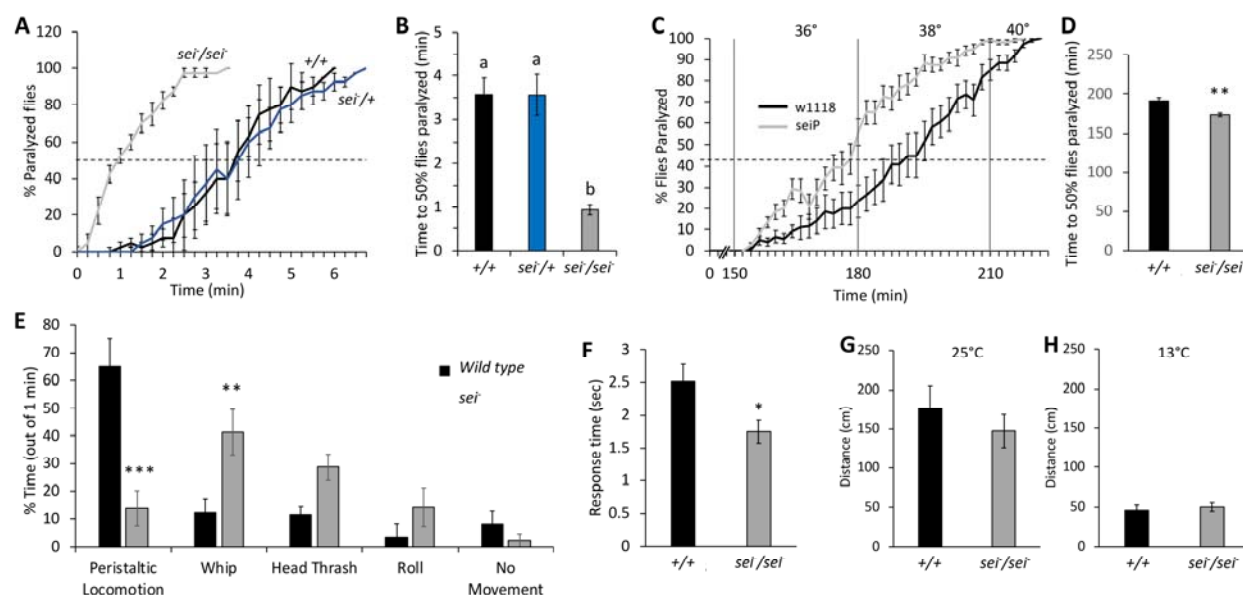 A
% Paralyzed flies
120
100
80
60
40
20
0
sei⁻/sei⁻
+/+
sei⁻/+
0 1 2 3 4 5 6
Time (min)
B
Time to 50% flies paralyzed (min)
5
4
3
2
1
0
a a b
+/+ sei⁻/+ sei⁻/sei⁻
C
36° 38° 40°
% Flies Paralyzed
100
90
80
70
60
50
40
30
20
10
0
w1118
seiP
0 150 180 210
Time (min)
D
Time to 50% flies paralyzed (min)
250
200
150
100
50
0
**
+/+ sei⁻/sei⁻
E
% Time (out of 1 min)
80
70
60
50
40
30
20
10
0
*** **
Wild type
sei⁻
Peristaltic Whip Head Thrash Roll No
Locomotion Movement
F
Response time (sec)
3
2.5
2
1.5
1
0.5
0
*
+/+ sei⁻/sei⁻
G
25°C
Distance (cm)
250
200
150
100
50
0
+/+ sei⁻/sei⁻
H
13°C
Distance (cm)
250
200
150
100
50
0
+/+ sei⁻/sei⁻